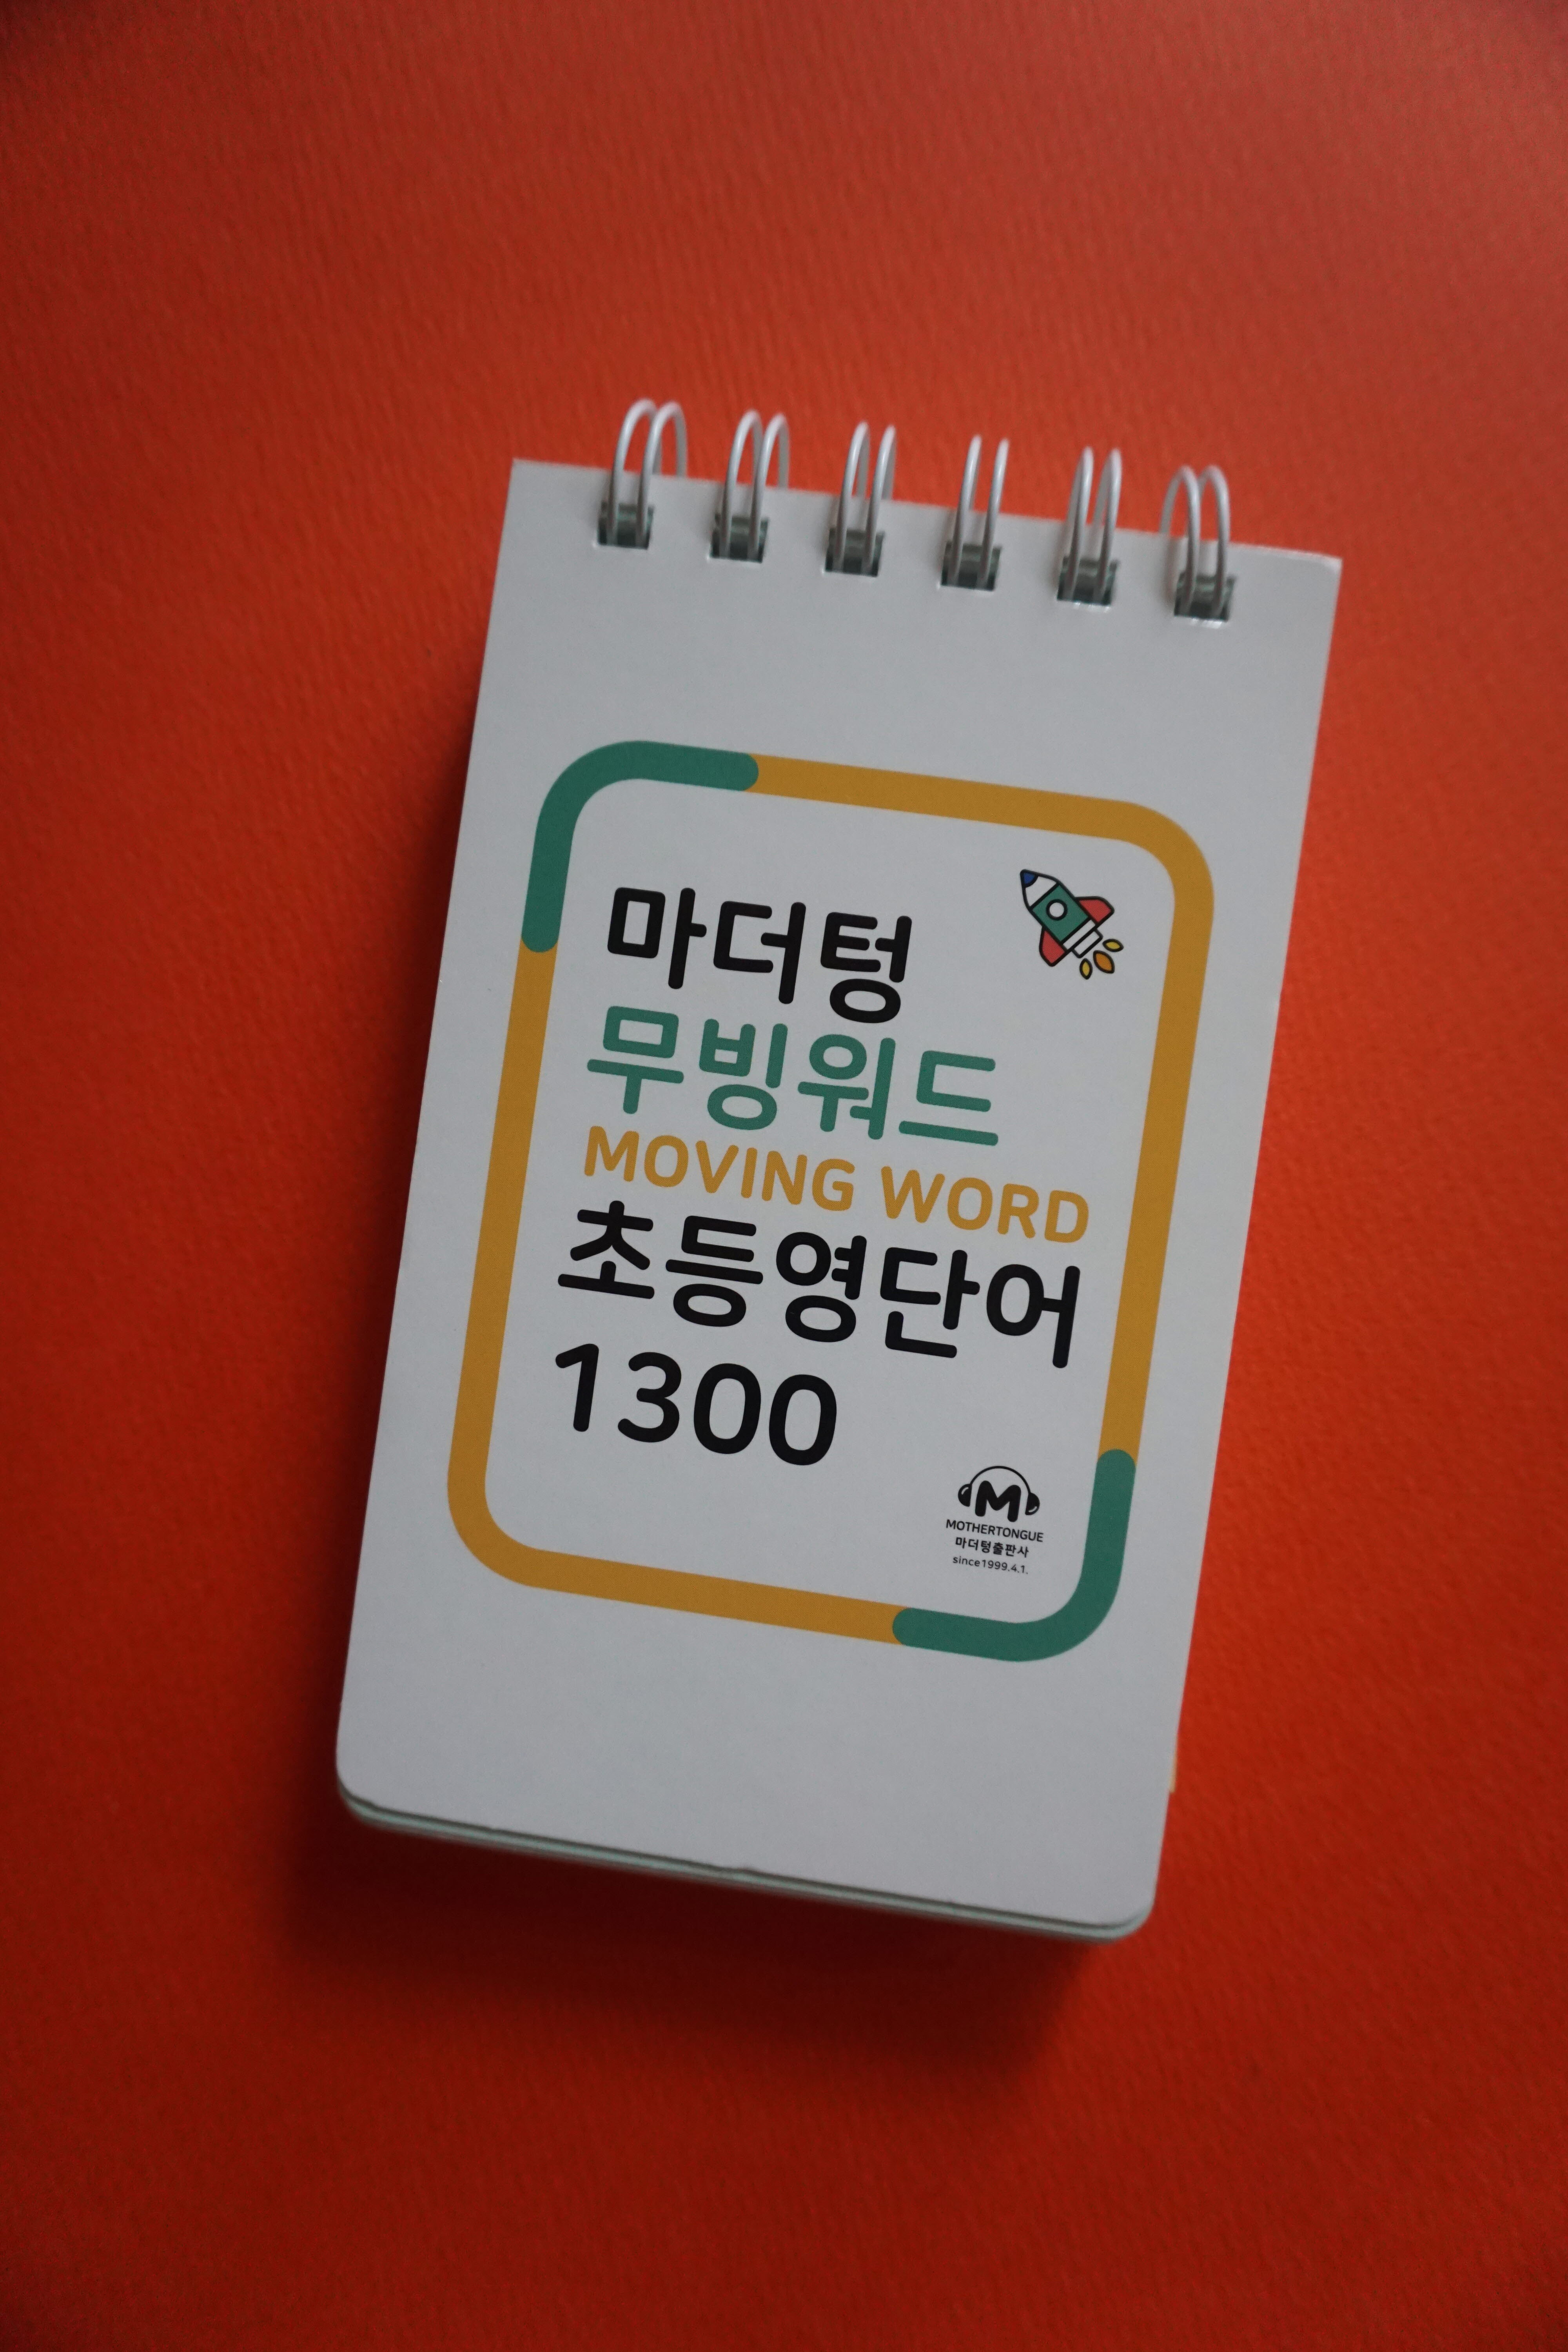 마더텅
무빙워드
MOVING WORD
초등영단어
1300
M
MOTHERTONGUE
마더텅출판사
since1999.4.1.